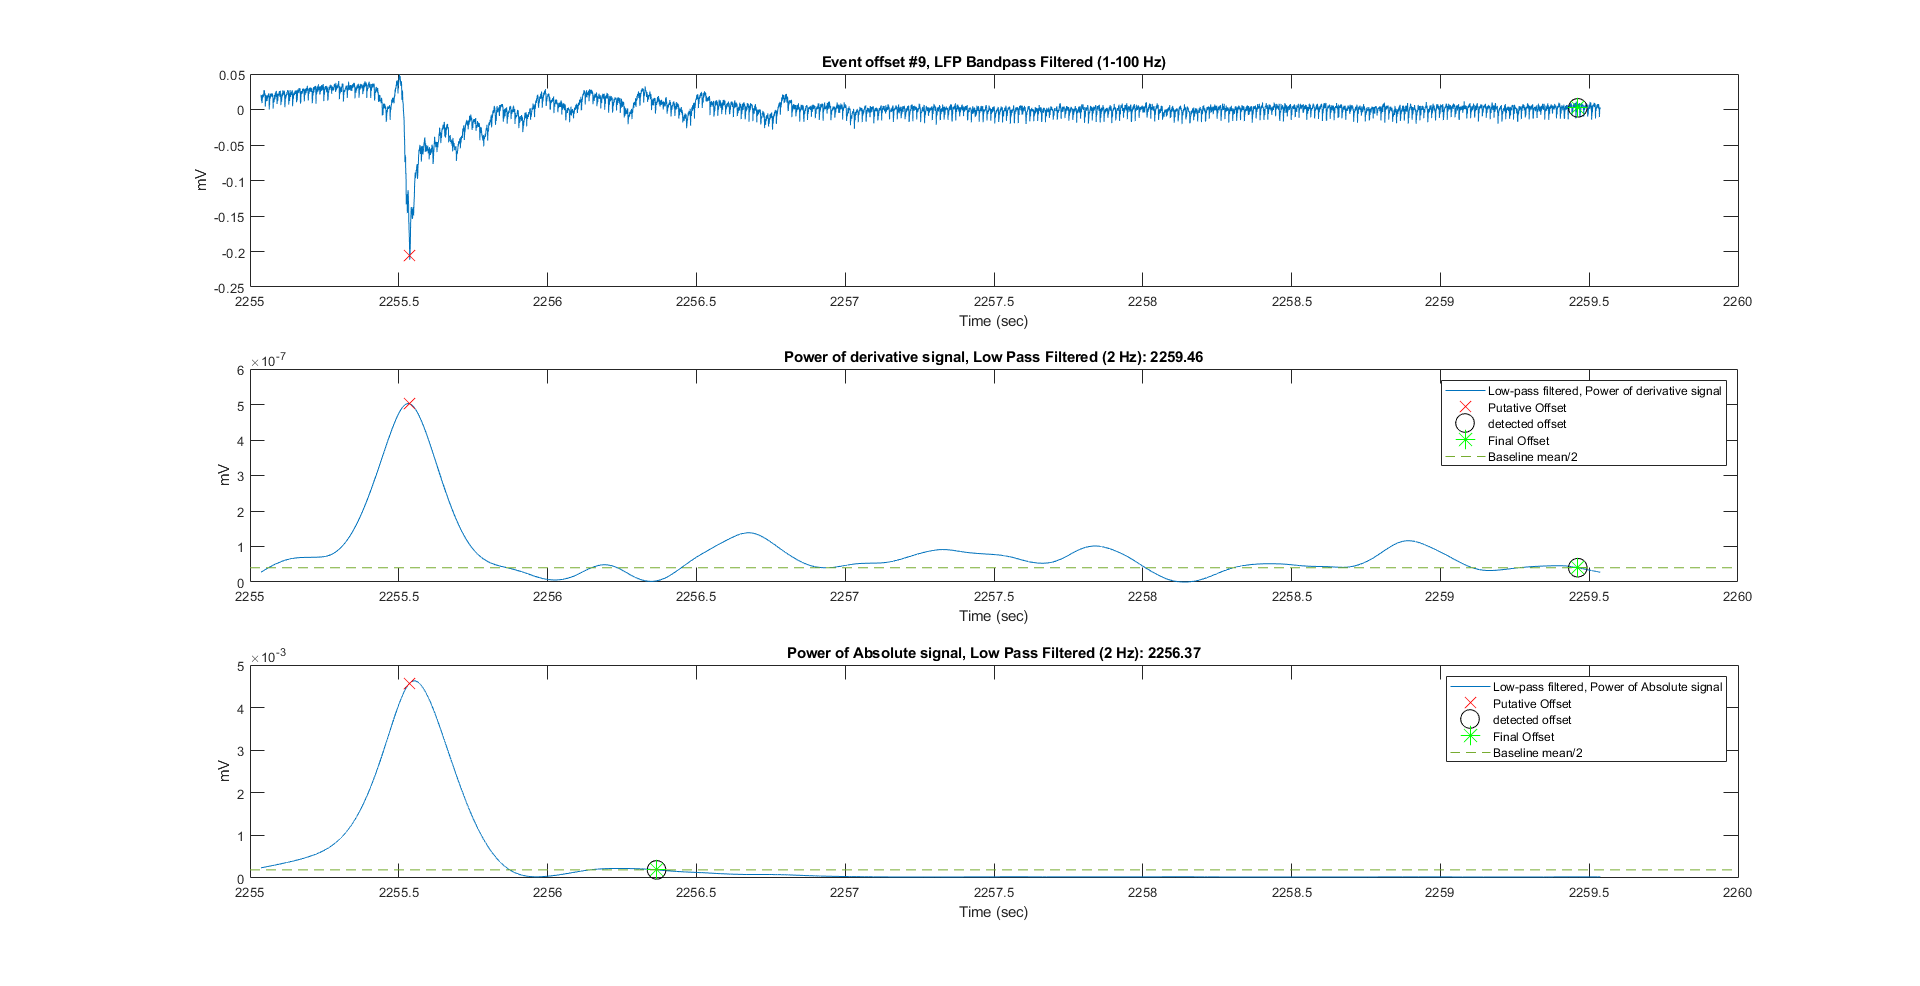 Event offset #9, LFP Bandpass Filtered (1-100 Hz)
0.05
0
-0.05
-0.1
-0.15
-0.2
-0.25
mV
2255 2255.5 2256 2256.5 2257 2257.5 2258 2258.5 2259 2259.5 2260
Time (sec)
×10-7
Power of derivative signal, Low Pass Filtered (2 Hz): 2259.46
6
5
4
3
2
1
0
mV
Low-pass filtered, Power of derivative signal
Putative Offset
detected offset
Final Offset
Baseline mean/2
2255 2255.5 2256 2256.5 2257 2257.5 2258 2258.5 2259 2259.5 2260
Time (sec)
×10-3
Power of Absolute signal, Low Pass Filtered (2 Hz): 2256.37
5
4
3
2
1
0
mV
Low-pass filtered, Power of Absolute signal
Putative Offset
detected offset
Final Offset
Baseline mean/2
2255 2255.5 2256 2256.5 2257 2257.5 2258 2258.5 2259 2259.5 2260
Time (sec)